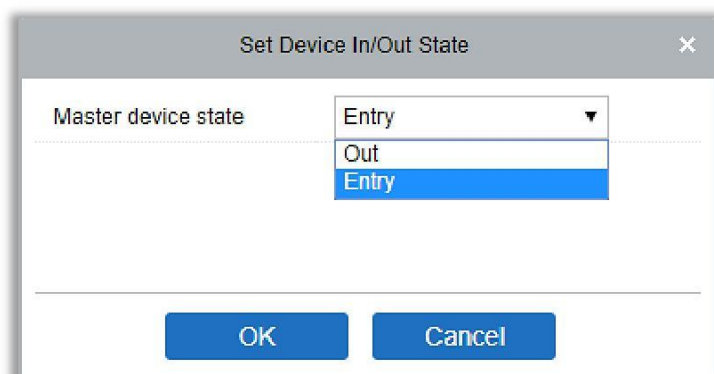 Set Device In/Out State ×
Master device state Entry ▼
Out
Entry
OK Cancel